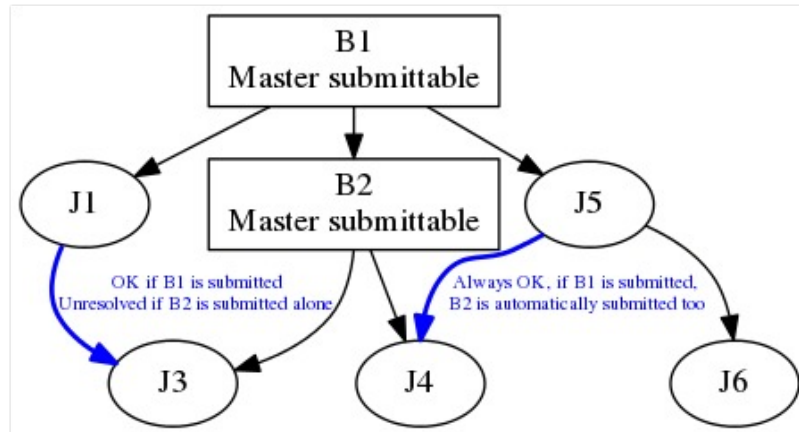 B1
Master submittable
J1
B2
Master submittable
J5
OK if B1 is submitted
Unresolved if B2 is submitted alone
Always OK, if B1 is submitted,
B2 is automatically submitted too
J3
J4
J6